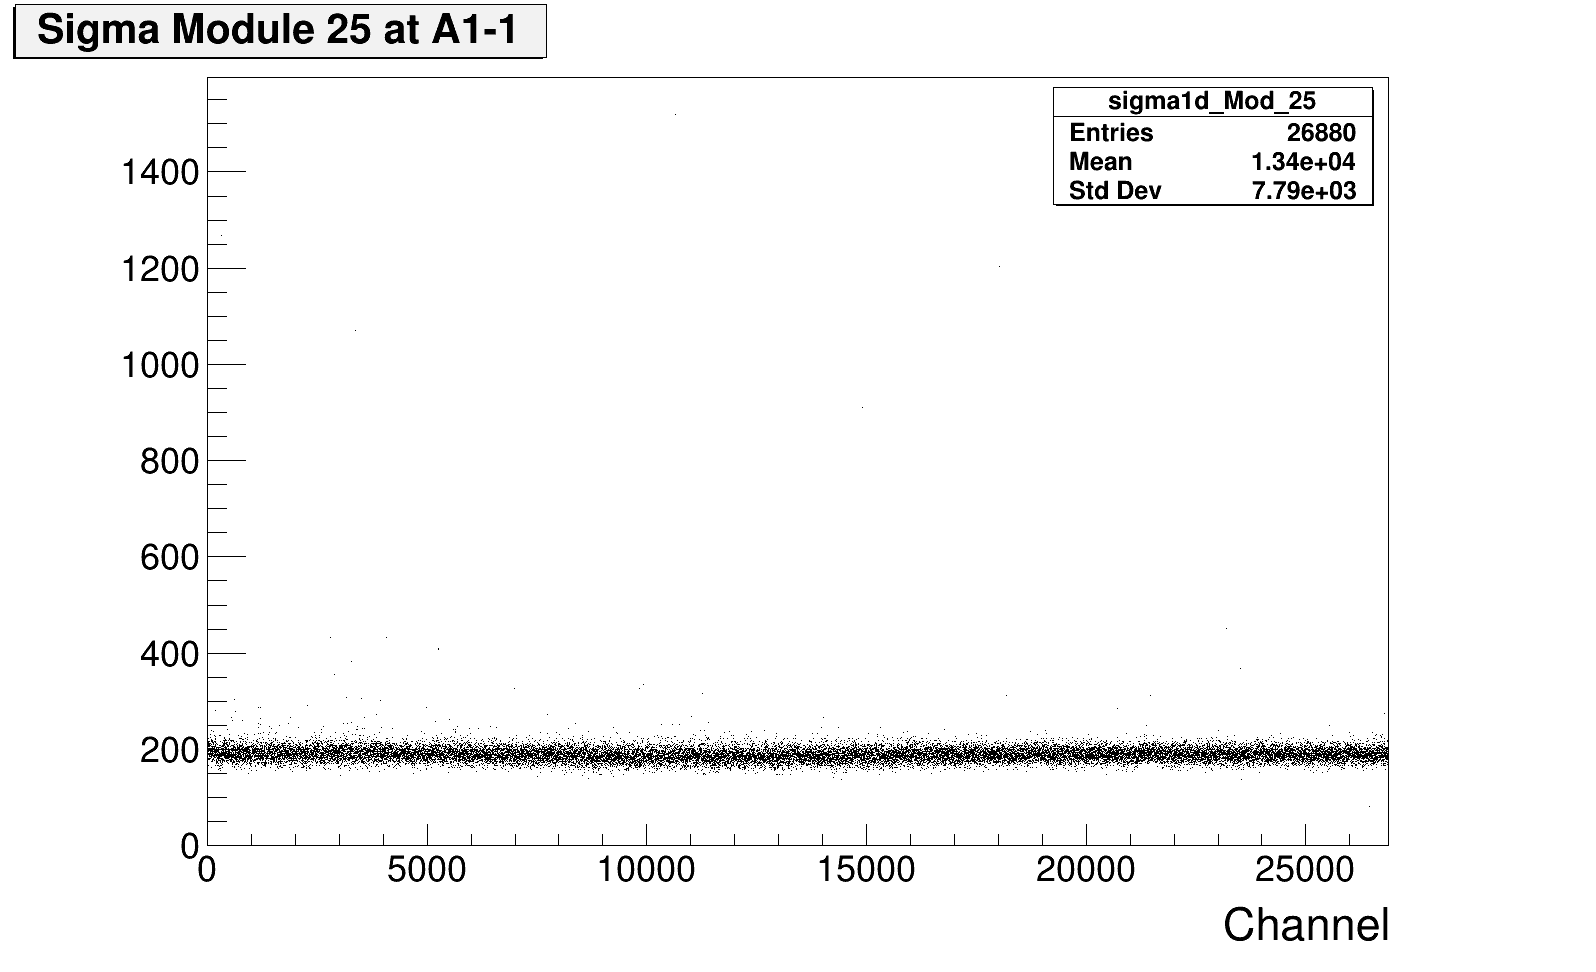 Sigma Module 25 at A1-1
sigma1d_Mod_25
Entries 26880
Mean 1.34e+04
Std Dev 7.79e+03
1400
1200
1000
800
600
400
200
0
0 5000 10000 15000 20000 25000
Channel